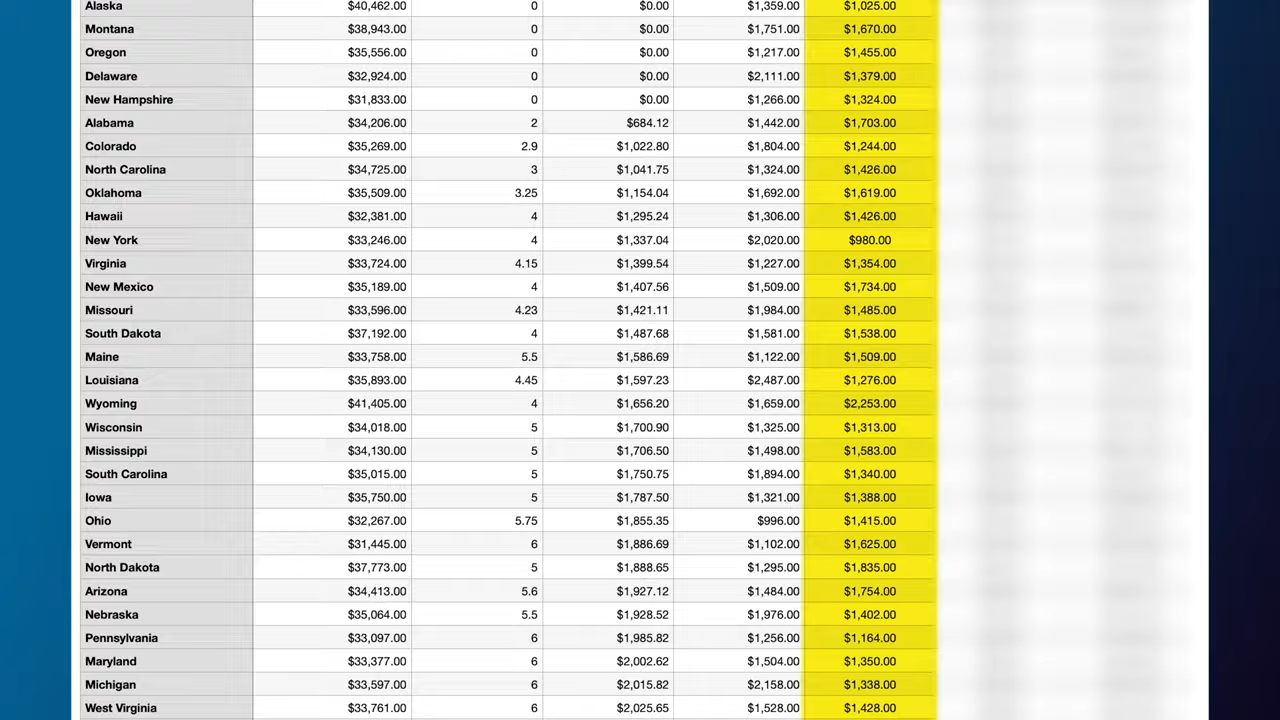 Alaska $40,462.00 0 $0.00 $1,359.00 $1,025.00
Montana $38,943.00 0 $0.00 $1,751.00 $1,670.00
Oregon $35,556.00 0 $0.00 $1,217.00 $1,455.00
Delaware $32,924.00 0 $0.00 $2,111.00 $1,379.00
New Hampshire $31,833.00 0 $0.00 $1,266.00 $1,324.00
Alabama $34,206.00 2 $684.12 $1,442.00 $1,703.00
Colorado $35,269.00 2.9 $1,022.80 $1,804.00 $1,244.00
North Carolina $34,725.00 3 $1,041.75 $1,324.00 $1,426.00
Oklahoma $35,509.00 3.25 $1,154.04 $1,692.00 $1,619.00
Hawaii $32,381.00 4 $1,295.24 $1,306.00 $1,426.00
New York $33,246.00 4 $1,337.04 $2,020.00 $980.00
Virginia $33,724.00 4.15 $1,399.54 $1,227.00 $1,354.00
New Mexico $35,189.00 4 $1,407.56 $1,509.00 $1,734.00
Missouri $33,596.00 4.23 $1,421.11 $1,984.00 $1,485.00
South Dakota $37,192.00 4 $1,487.68 $1,581.00 $1,538.00
Maine $33,758.00 5.5 $1,586.69 $1,122.00 $1,509.00
Louisiana $35,893.00 4.45 $1,597.23 $2,487.00 $1,276.00
Wyoming $41,405.00 4 $1,656.20 $1,659.00 $2,253.00
Wisconsin $34,018.00 5 $1,700.90 $1,325.00 $1,313.00
Mississippi $34,130.00 5 $1,706.50 $1,498.00 $1,583.00
South Carolina $35,015.00 5 $1,750.75 $1,894.00 $1,340.00
Iowa $35,750.00 5 $1,787.50 $1,321.00 $1,388.00
Ohio $32,267.00 5.75 $1,855.35 $996.00 $1,415.00
Vermont $31,445.00 6 $1,886.69 $1,102.00 $1,625.00
North Dakota $37,773.00 5 $1,888.65 $1,295.00 $1,835.00
Arizona $34,413.00 5.6 $1,927.12 $1,484.00 $1,754.00
Nebraska $35,064.00 5.5 $1,928.52 $1,976.00 $1,402.00
Pennsylvania $33,097.00 6 $1,985.82 $1,256.00 $1,164.00
Maryland $33,377.00 6 $2,002.62 $1,504.00 $1,350.00
Michigan $33,597.00 6 $2,015.82 $2,158.00 $1,338.00
West Virginia $33,761.00 6 $2,025.65 $1,528.00 $1,428.00